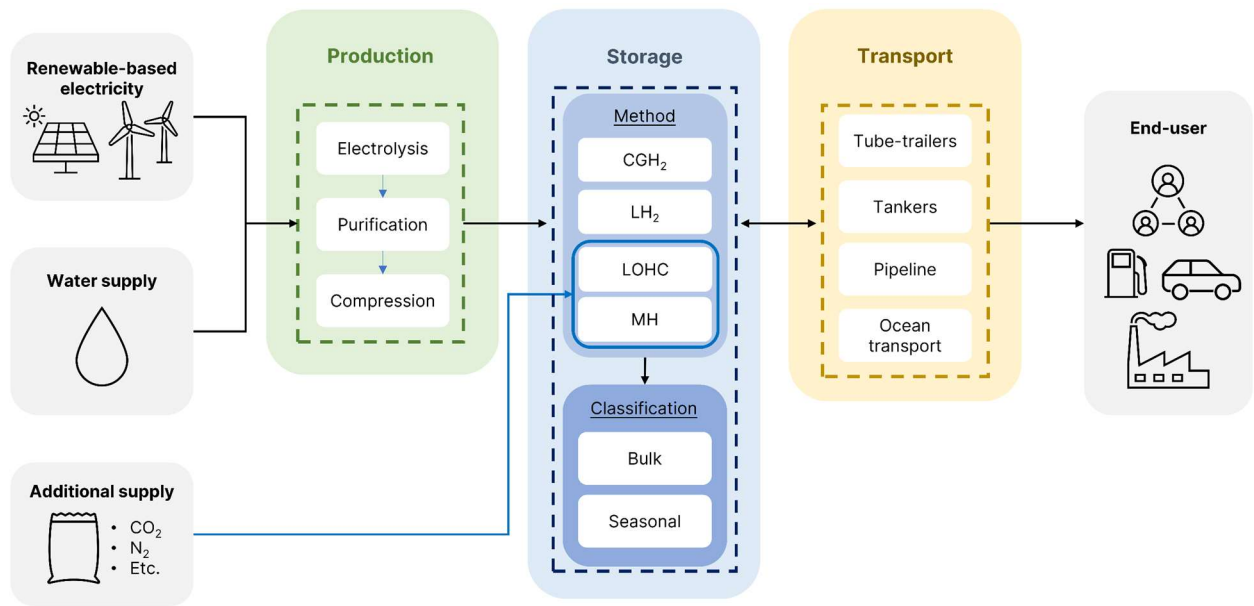 Renewable-based
electricity
Water supply
Additional supply
• CO₂
• N₂
• Etc.
Production
Electrolysis
Purification
Compression
Storage
Method
CGH₂
LH₂
LOHC
MH
Classification
Bulk
Seasonal
Transport
Tube-trailers
Tankers
Pipeline
Ocean
transport
End-user